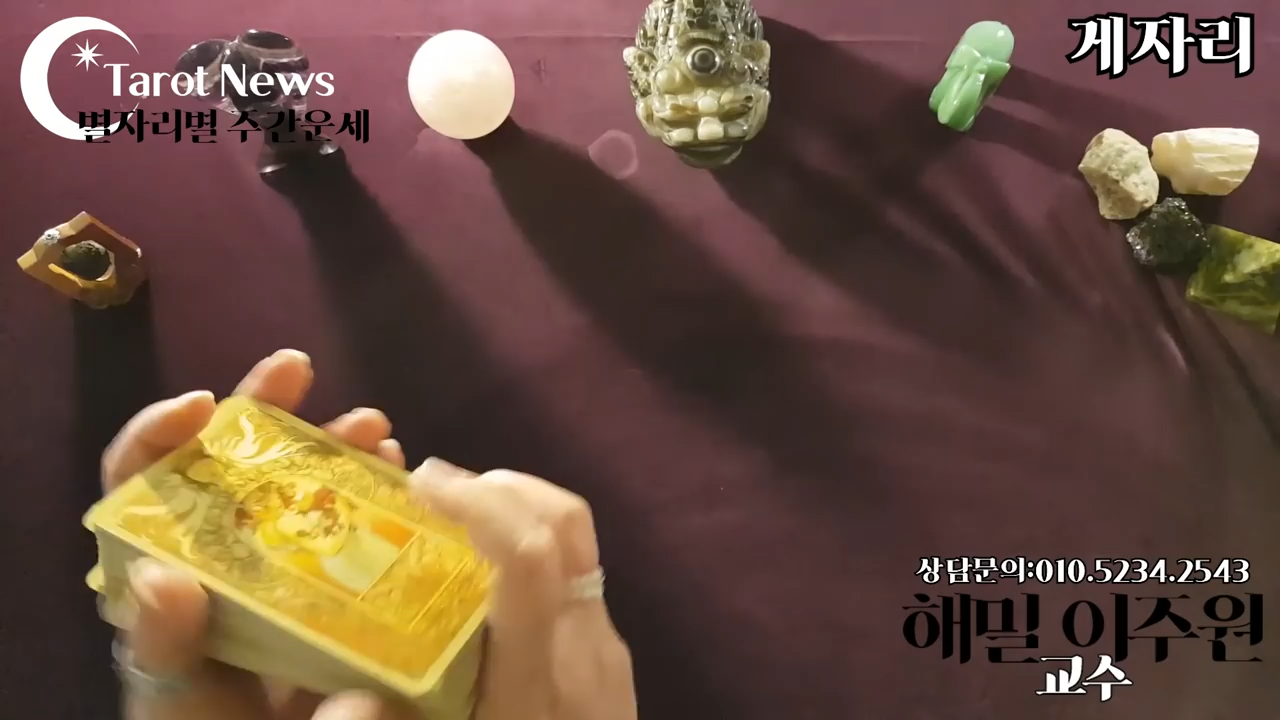 Tarot News
별자리별 주간운세
게자리
상담문의:010.5234.2543
해밀 이주원
교수